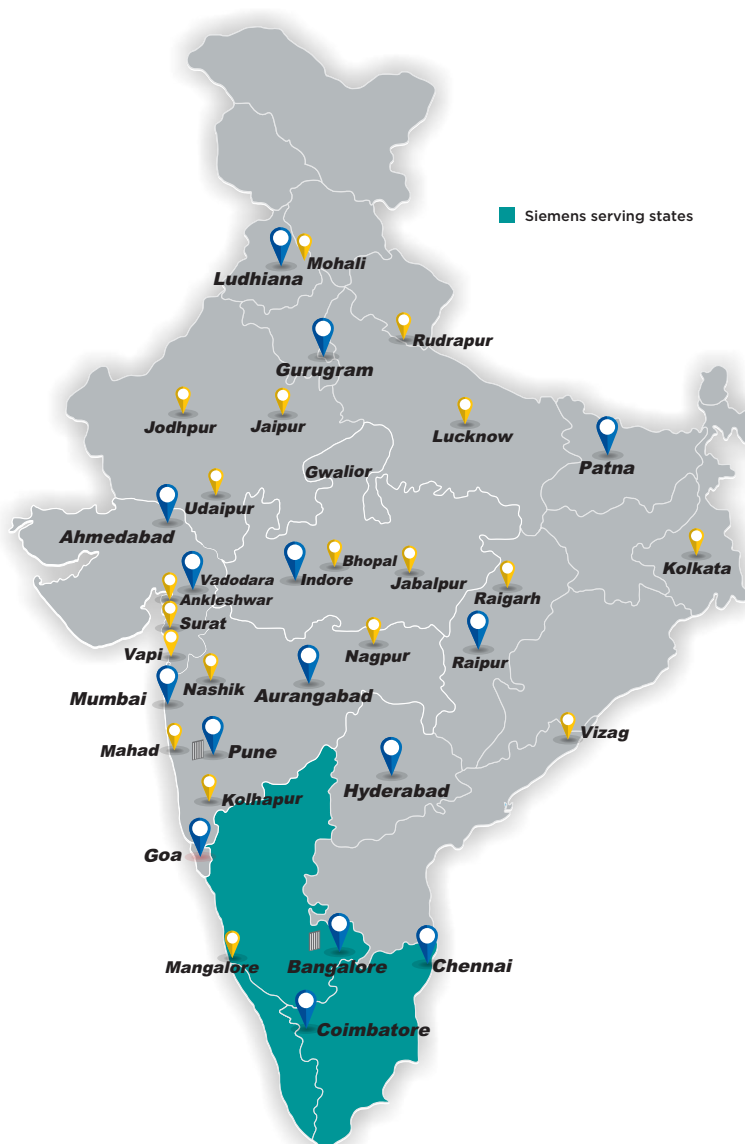 Siemens serving states
Mohali
Ludhiana
Rudrapur
Gurugram
Jodhpur
Jaipur
Lucknow
Patna
Gwalior
Udaipur
Ahmedabad
Bhopal
Kolkata
Vadodara
Indore
Jabalpur
Raigarh
Ankleshwar
Surat
Vapi
Nagpur
Raipur
Nashik
Aurangabad
Mumbai
Vizag
Mahad
Pune
Hyderabad
Kolhapur
Goa
Mangalore
Bangalore
Chennai
Coimbatore